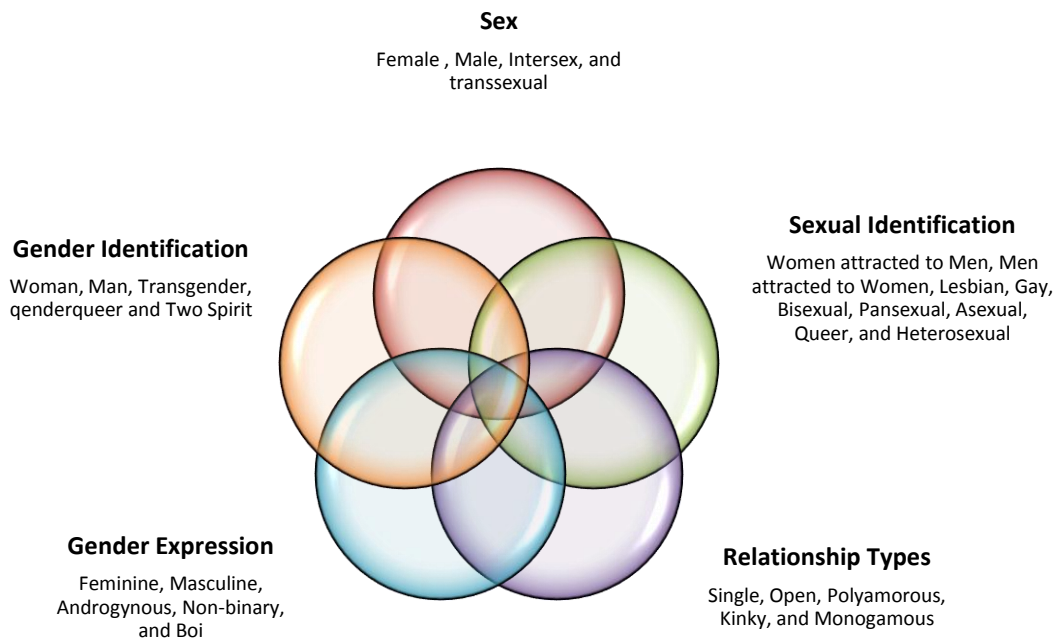 Sex
Female , Male, Intersex, and
transsexual
Gender Identification
Woman, Man, Transgender,
qenderqueer and Two Spirit
Sexual Identification
Women attracted to Men, Men
attracted to Women, Lesbian, Gay,
Bisexual, Pansexual, Asexual,
Queer, and Heterosexual
Gender Expression
Feminine, Masculine,
Androgynous, Non-binary,
and Boi
Relationship Types
Single, Open, Polyamorous,
Kinky, and Monogamous